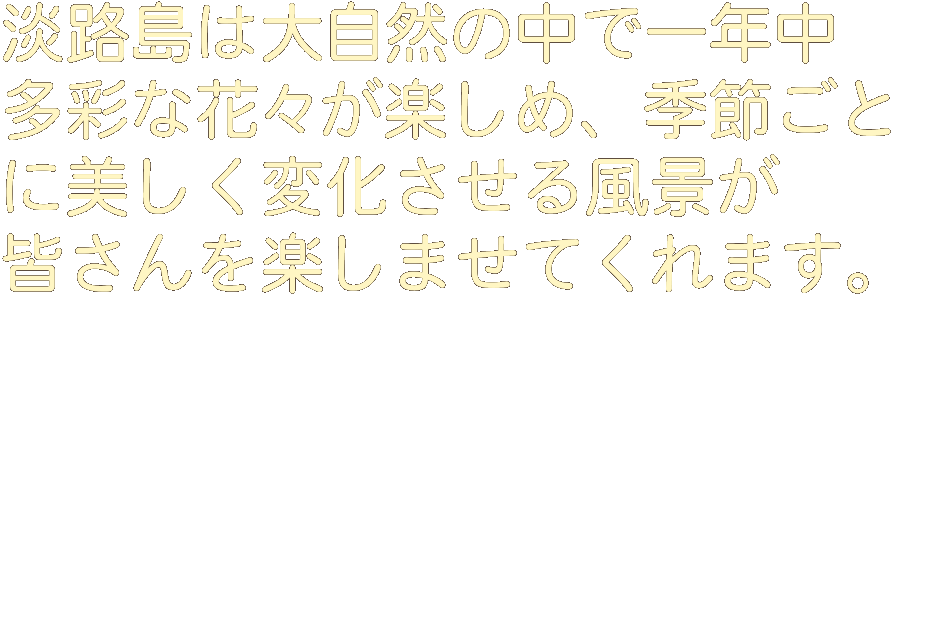 淡路島は大自然の中で一年中
多彩な花々が楽しめ、季節ごと
に美しく変化させる風景が
皆さんを楽しませてくれます。